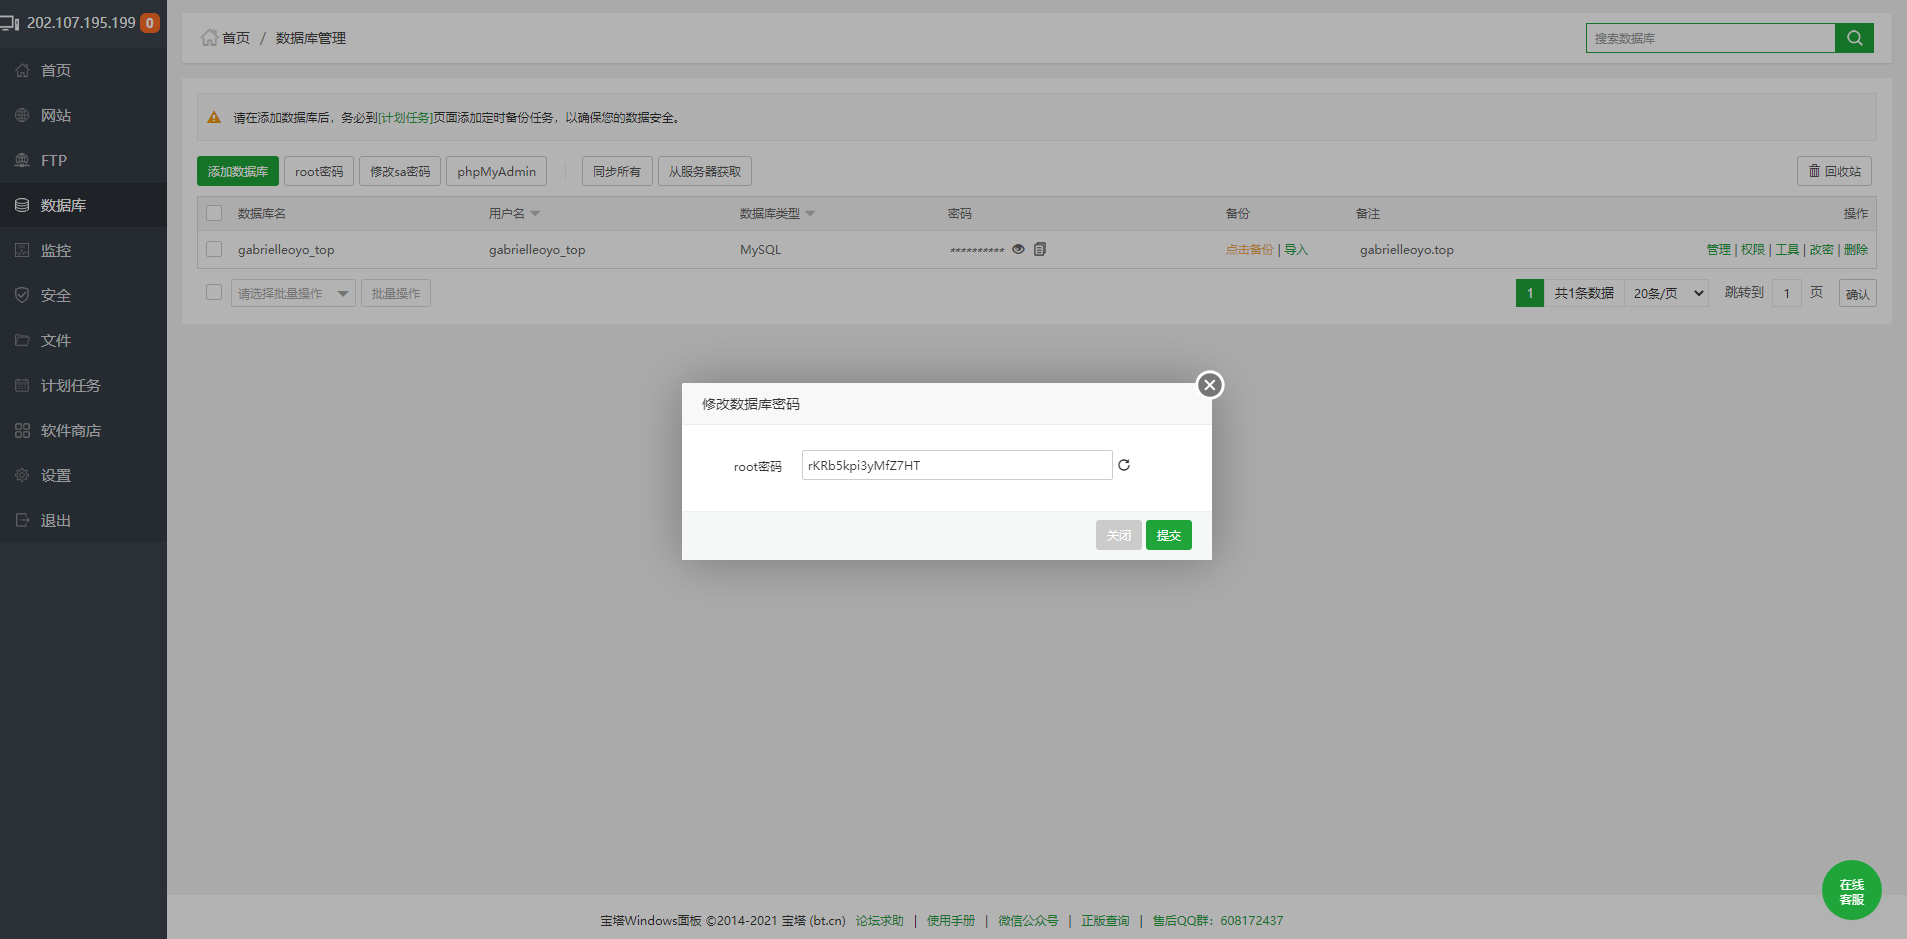 202.107.195.199 0
首页
网站
FTP
数据库
监控
安全
文件
计划任务
软件商店
设置
退出
首页 / 数据库管理
搜索数据库
请在添加数据库后，务必到[计划任务]页面添加定时备份任务，以确保您的数据安全。
添加数据库 root密码 修改sa密码 phpMyAdmin 同步所有 从服务器获取 回收站
数据库名 用户名 数据库类型 密码 备份 备注 操作
gabrielleoyo_top gabrielleoyo_top MySQL ********** 点击备份 | 导入 gabrielleoyo.top 管理 | 权限 | 工具 | 改密 | 删除
请选择批量操作 批量操作 1 共1条数据 20条/页 跳转到 1 页 确认
修改数据库密码
root密码 rKRb5kpi3yMfZ7HT
关闭 提交
在线
客服
宝塔Windows面板 ©2014-2021 宝塔 (bt.cn) 论坛求助 | 使用手册 | 微信公众号 | 正版查询 | 售后QQ群：608172437